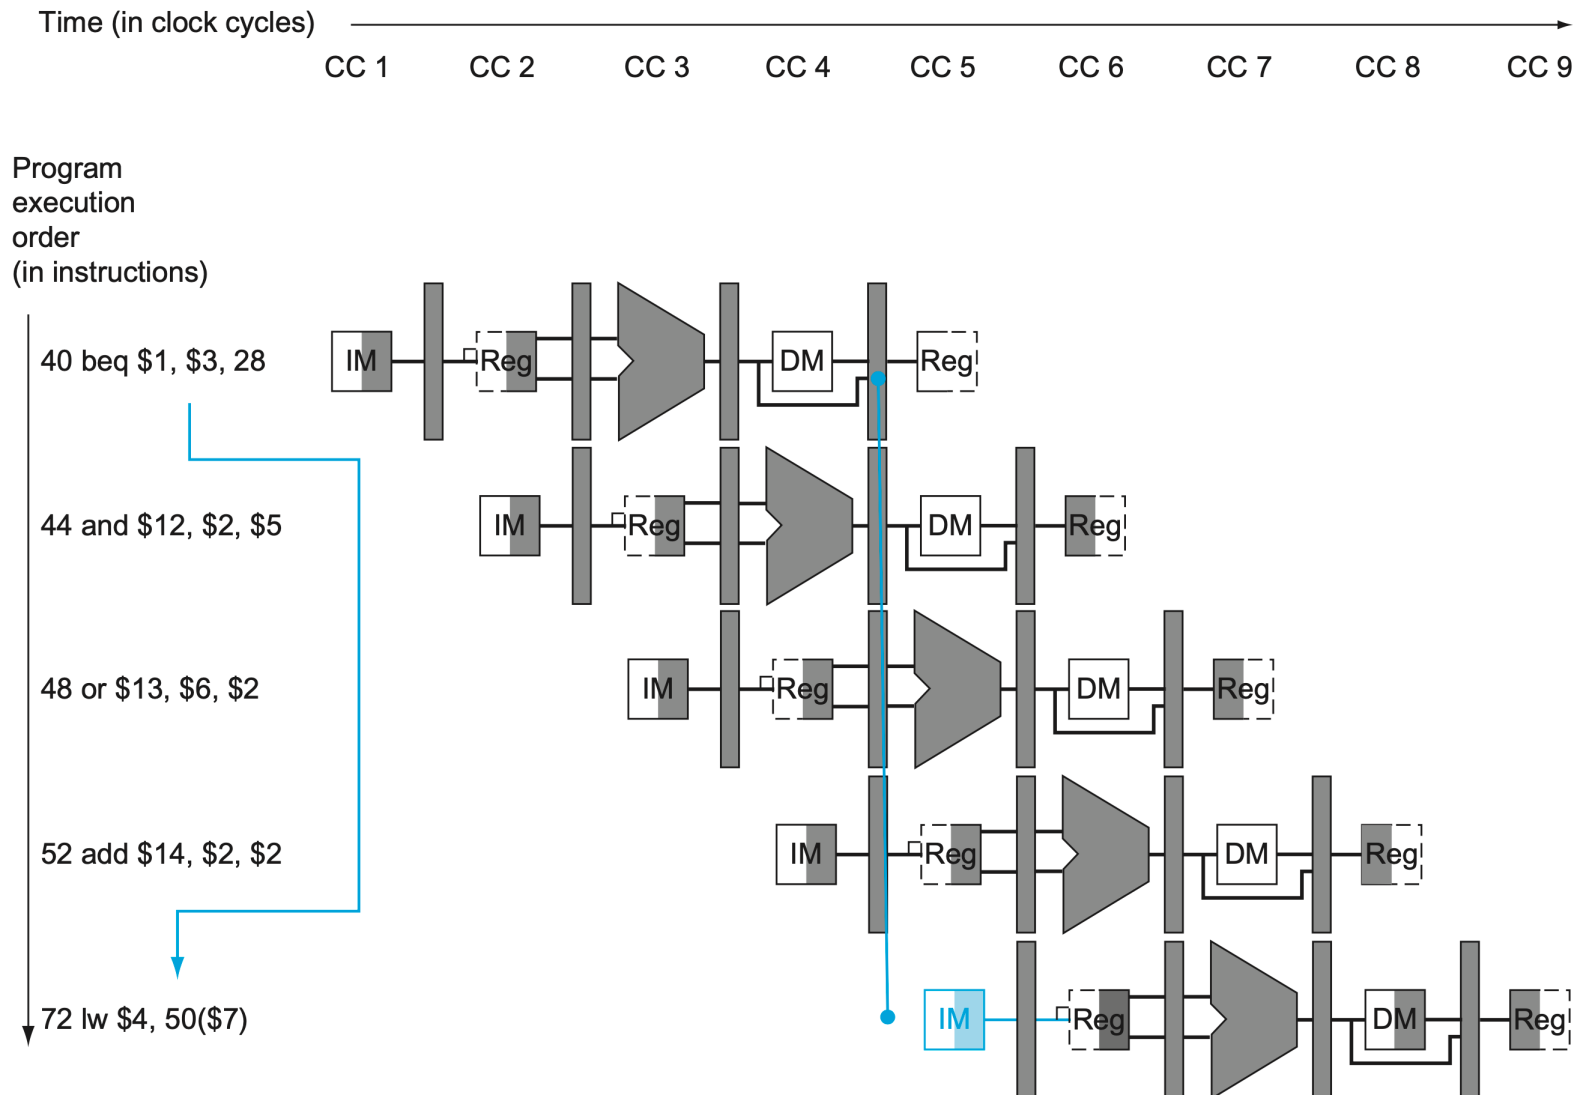 Time (in clock cycles)
CC 1 CC 2 CC 3 CC 4 CC 5 CC 6 CC 7 CC 8 CC 9
Program
execution
order
(in instructions)
40 beq $1, $3, 28 IM Reg DM Reg
44 and $12, $2, $5 IM Reg DM Reg
48 or $13, $6, $2 IM Reg DM Reg
52 add $14, $2, $2 IM Reg DM Reg
72 lw $4, 50($7) IM Reg DM Reg